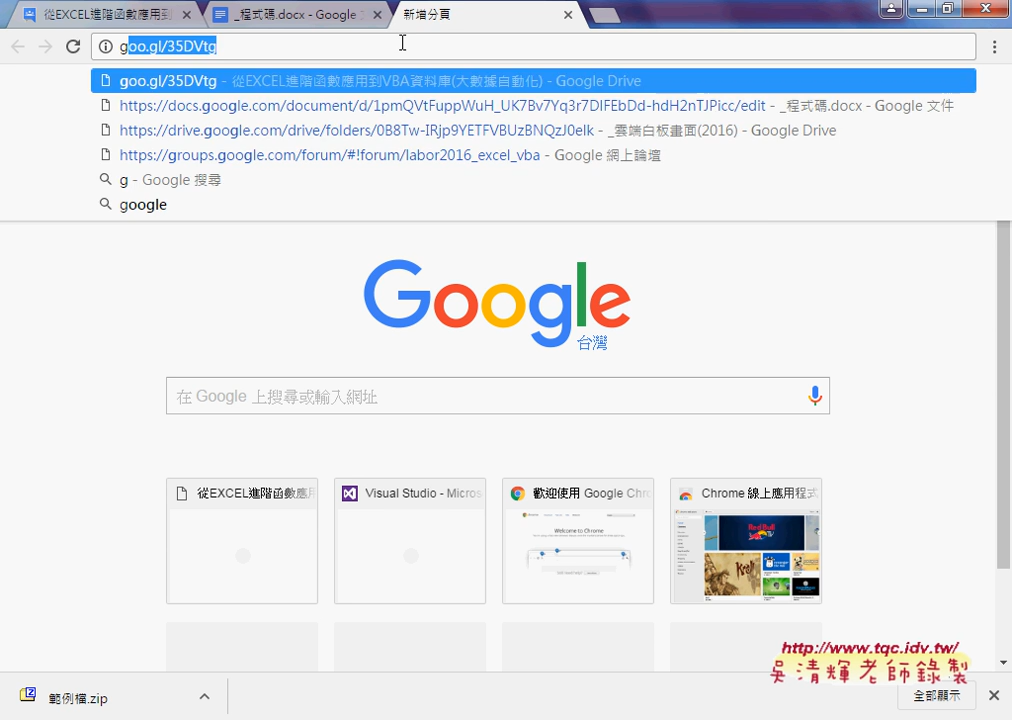 從EXCEL進階函數應用到
_程式碼.docx - Google
新增分頁
goo.gl/35DVtg
goo.gl/35DVtg - 從EXCEL進階函數應用到VBA資料庫(大數據自動化) - Google Drive
https://docs.google.com/document/d/1pmQVtFuppWuH_UK7Bv7Yq3r7DIFEbDd-hdH2nTJPicc/edit - _程式碼.docx - Google 文件
https://drive.google.com/drive/folders/0B8Tw-IRjp9YETFVBUzBNQzJ0elk - _雲端白板畫面(2016) - Google Drive
https://groups.google.com/forum/#!forum/labor2016_excel_vba - Google 網上論壇
g - Google 搜尋
google
Google
台灣
在 Google 上搜尋或輸入網址
從EXCEL進階函數應用
Visual Studio - Micros
歡迎使用 Google Chr
Chrome 線上應用程式
Welcome to Chrome
http://www.tqc.idv.tw/
吳清輝老師錄製
範例檔.zip
全部顯示